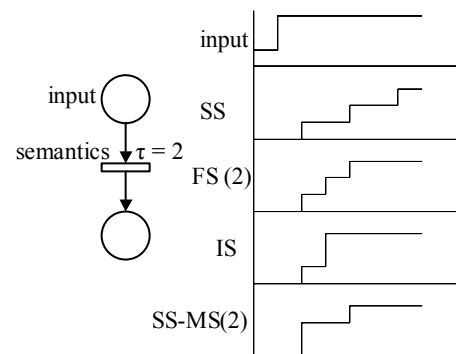 input
input
SS
semantics τ = 2
FS (2)
IS
SS-MS(2)